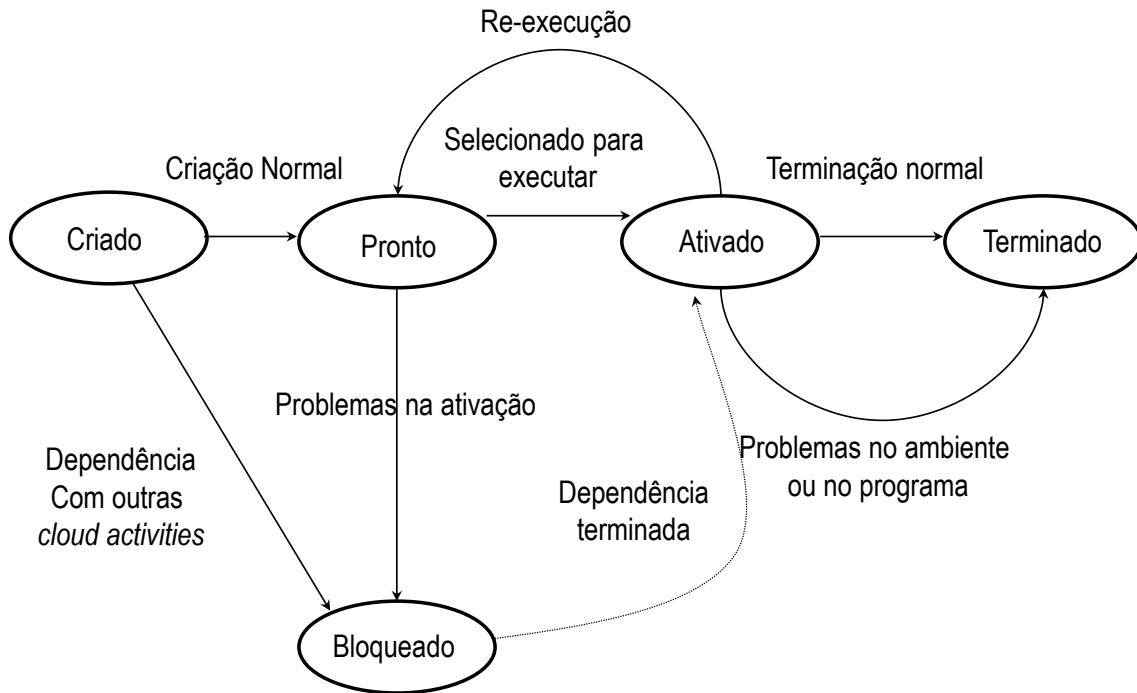 Re-execução
Selecionado para
executar
Criação Normal
Terminação normal
Criado
Pronto
Ativado
Terminado
Problemas na ativação
Problemas no ambiente
ou no programa
Dependência
Com outras
cloud activities
Dependência
terminada
Bloqueado